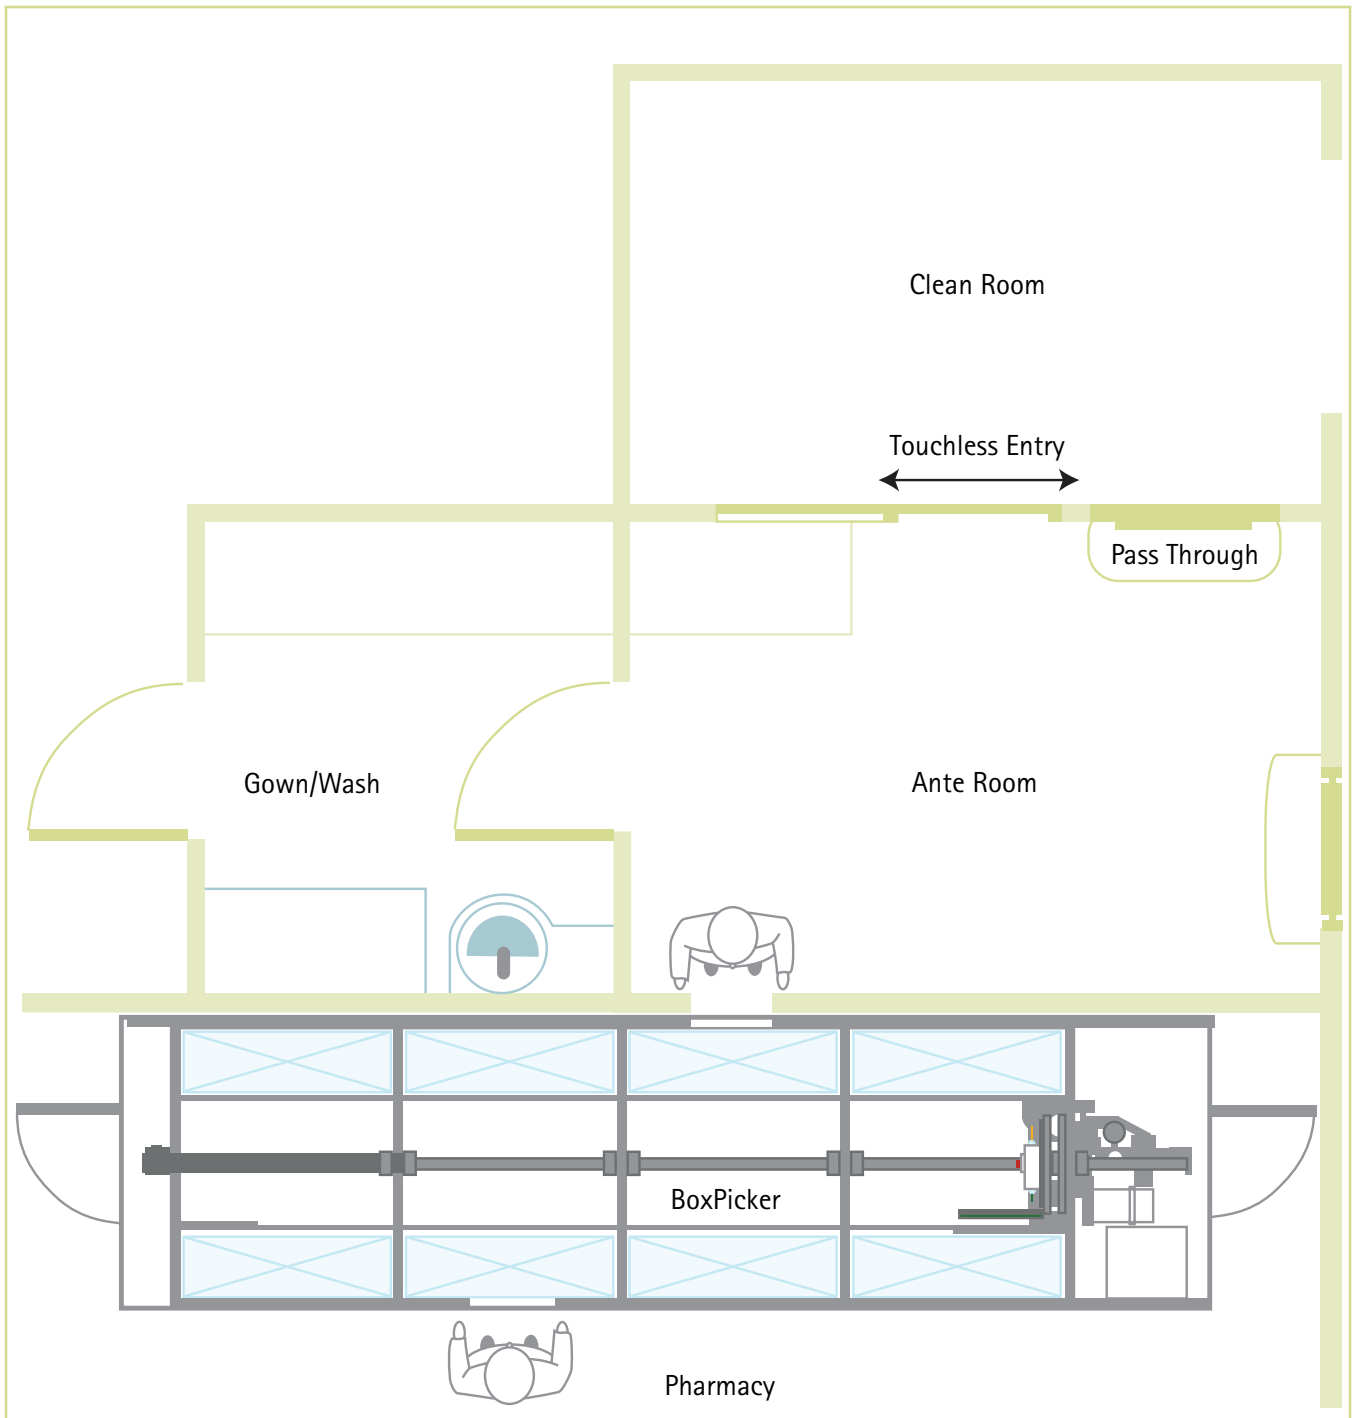 Clean Room
Touchless Entry
Pass Through
Gown/Wash
Ante Room
BoxPicker
Pharmacy